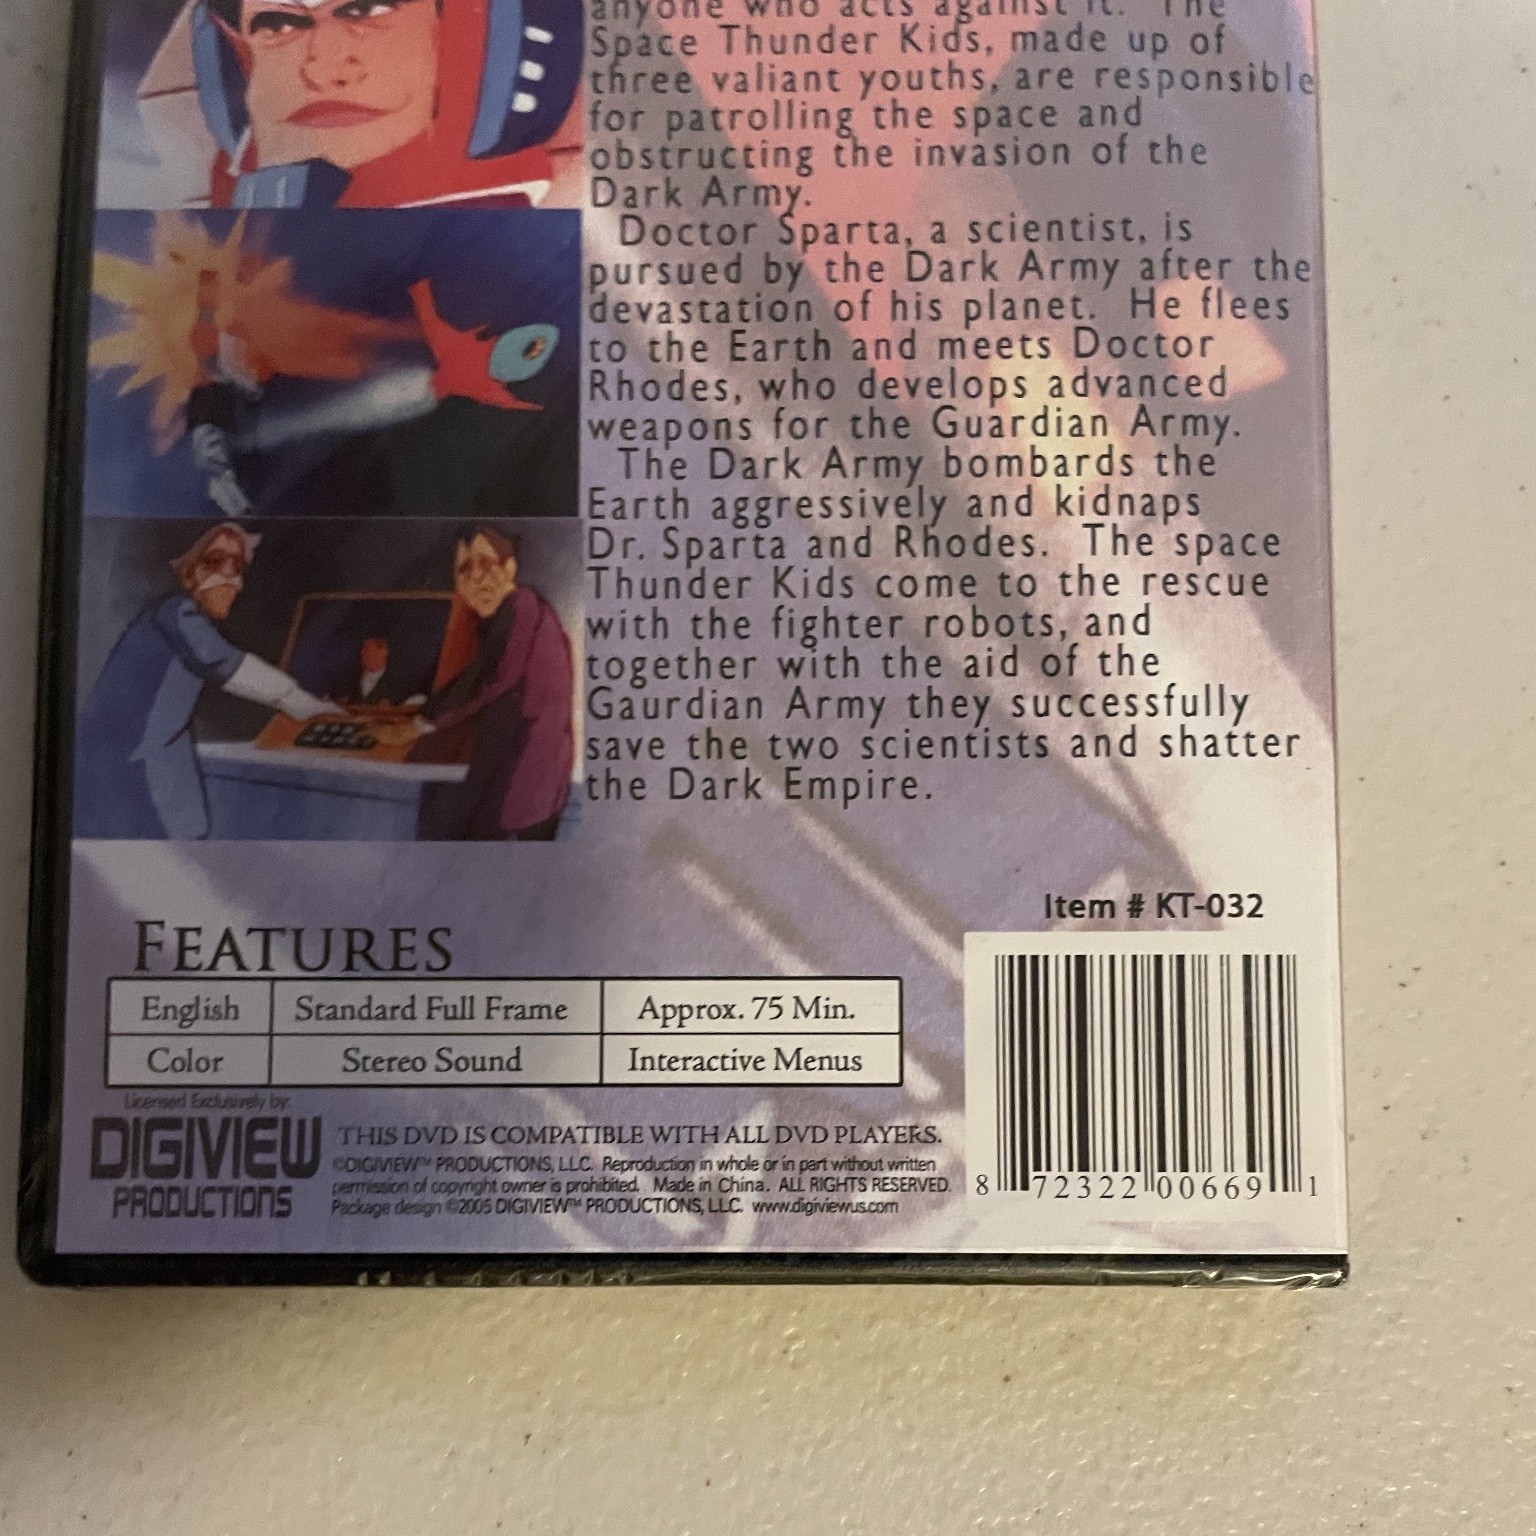 anyone who acts against it. The
Space Thunder Kids, made up of
three valiant youths, are responsible
for patrolling the space and
obstructing the invasion of the
Dark Army.
Doctor Sparta, a scientist, is
pursued by the Dark Army after the
devastation of his planet. He flees
to the Earth and meets Doctor
Rhodes, who develops advanced
weapons for the Guardian Army.
The Dark Army bombards the
Earth aggressively and kidnaps
Dr. Sparta and Rhodes. The space
Thunder Kids come to the rescue
with the fighter robots, and
together with the aid of the
Gaurdian Army they successfully
save the two scientists and shatter
the Dark Empire.
Item # KT-032
FEATURES
English Standard Full Frame Approx. 75 Min.
Color Stereo Sound Interactive Menus
Licensed Exclusively by:
DIGIVIEW
PRODUCTIONS
THIS DVD IS COMPATIBLE WITH ALL DVD PLAYERS.
©DIGIVIEW™ PRODUCTIONS, LLC. Reproduction in whole or in part without written
permission of copyright owner is prohibited. Made in China. ALL RIGHTS RESERVED.
Package design ©2005 DIGIVIEW™ PRODUCTIONS, LLC. www.digiviewus.com
8 72322 00669 1